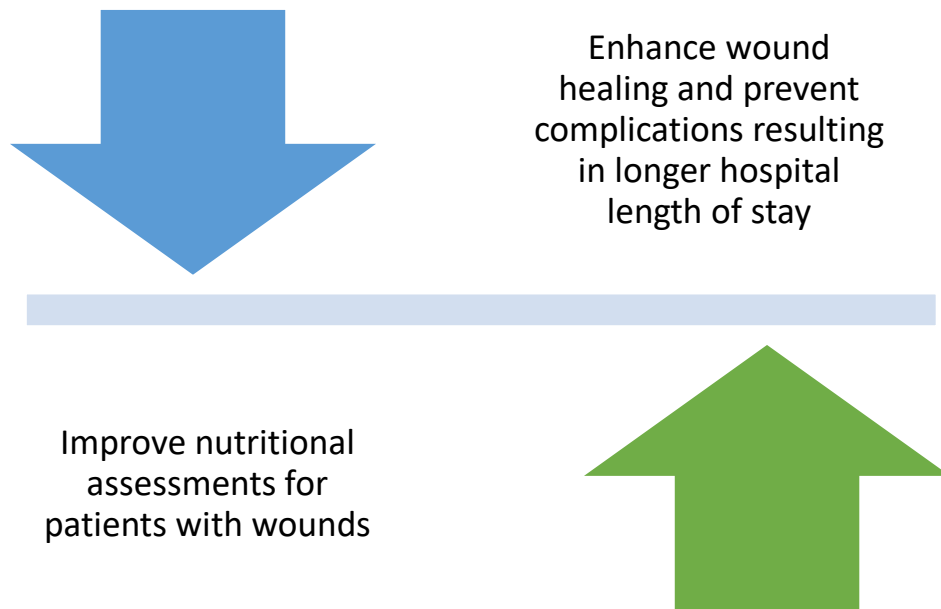 Enhance wound
healing and prevent
complications resulting
in longer hospital
length of stay
Improve nutritional
assessments for
patients with wounds